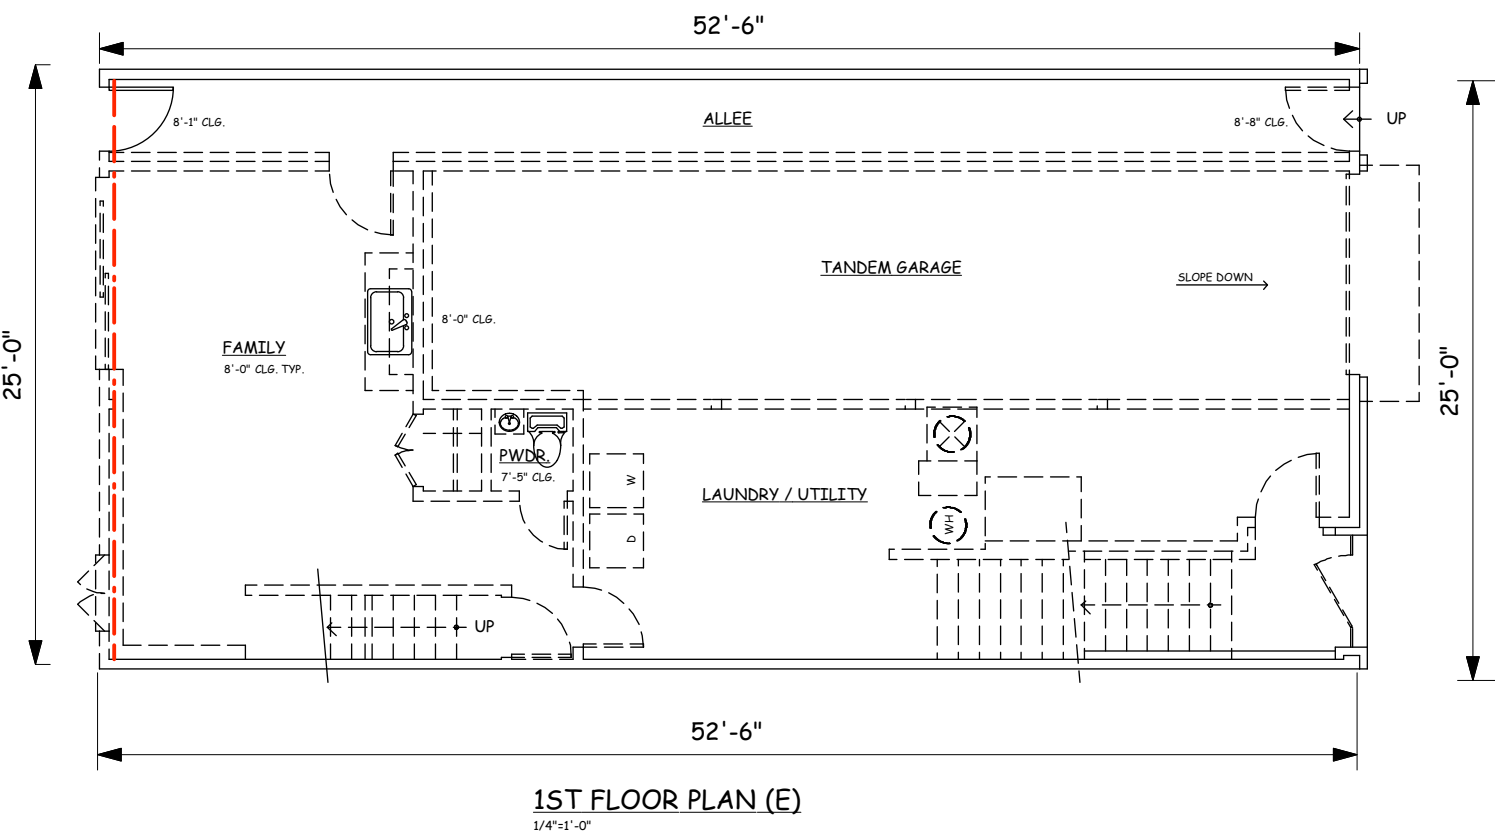 52'-6"
8'-1" CLG.
ALLEE
8'-8" CLG.
UP
TANDEM GARAGE
SLOPE DOWN
8'-0" CLG.
25'-0"
FAMILY
8'-0" CLG. TYP.
25'-0"
PWDR.
7'-5" CLG.
W
LAUNDRY / UTILITY
D
WH
UP
52'-6"
1ST FLOOR PLAN (E)
1/4"=1'-0"